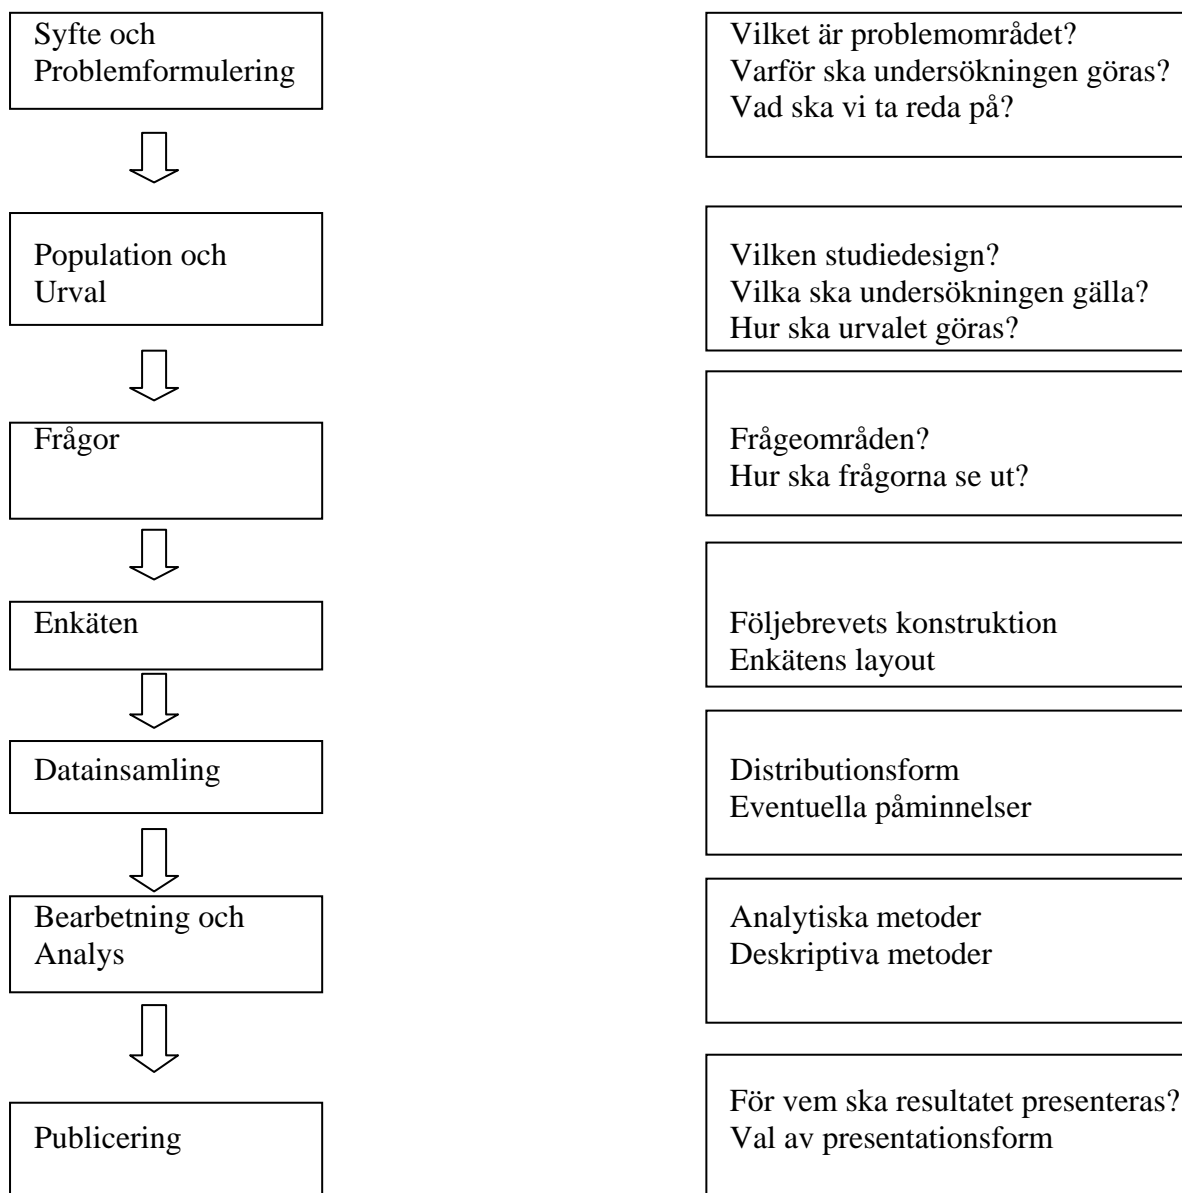 Syfte och
Problemformulering
Vilket är problemområdet?
Varför ska undersökningen göras?
Vad ska vi ta reda på?
Population och
Urval
Vilken studiedesign?
Vilka ska undersökningen gälla?
Hur ska urvalet göras?
Frågor
Frågeområden?
Hur ska frågorna se ut?
Enkäten
Följebrevets konstruktion
Enkätens layout
Datainsamling
Distributionsform
Eventuella påminnelser
Bearbetning och
Analys
Analytiska metoder
Deskriptiva metoder
Publicering
För vem ska resultatet presenteras?
Val av presentationsform